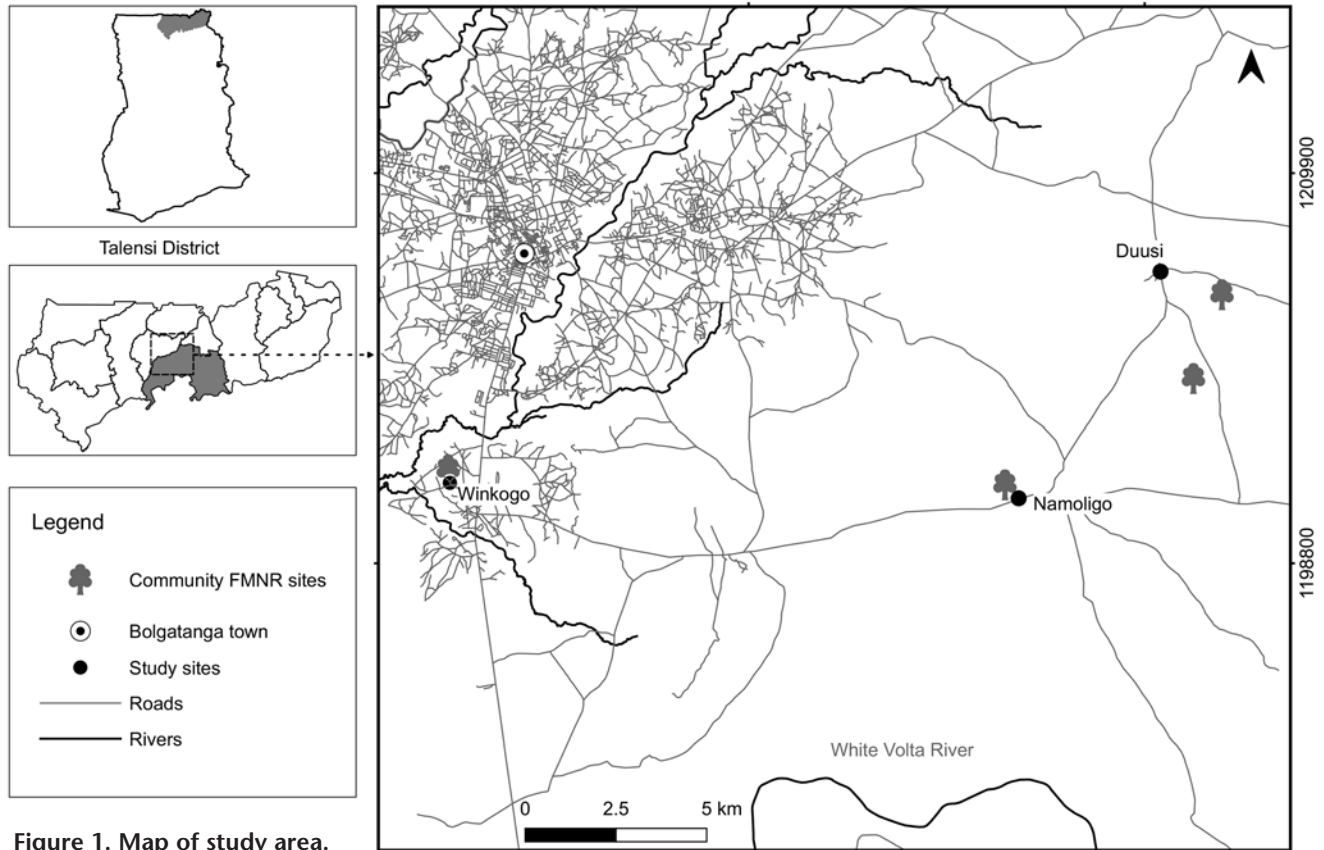 Talensi District
Legend
Community FMNR sites
Bolgatanga town
Study sites
Roads
Rivers
Figure 1. Map of study area.
Duusi
Winkogo
Namoligo
White Volta River
0 2.5 5 km
1209900
1198800